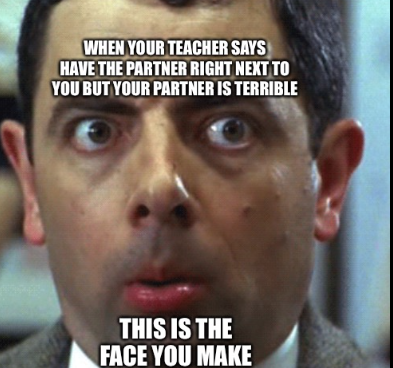 WHEN YOUR TEACHER SAYS
HAVE THE PARTNER RIGHT NEXT TO
YOU BUT YOUR PARTNER IS TERRIBLE
THIS IS THE
FACE YOU MAKE